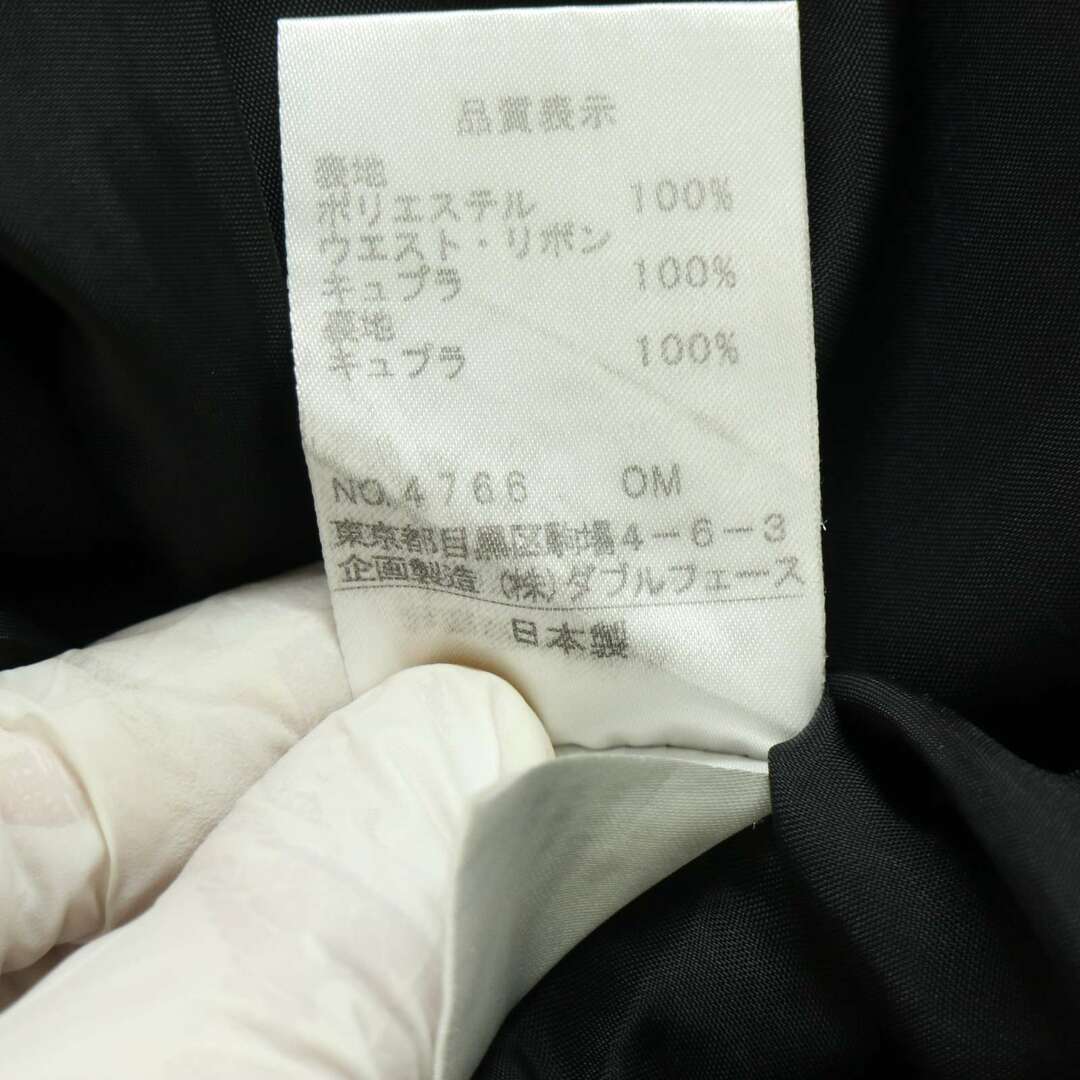 品質表示
表地
ポリエステル 100%
ウエスト・リボン
キュプラ 100%
裏地
キュプラ 100%
NO.4766 OM
東京都目黒区駒場4-6-3
企画製造 (株)ダブルフェース
日本製